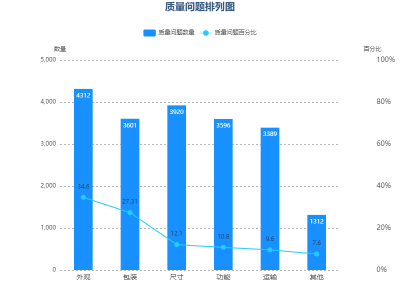 质量问题排列图
质量问题数量 质量问题百分比
数量 百分比
5,000 100%
4312
4,000 80%
3601 3920 3596
3389
3,000 60%
2,000 40%
34.6
27.31
1312
1,000 20%
12.1 10.8 9.6 7.6
0 0%
外观 包装 尺寸 功能 运输 其他